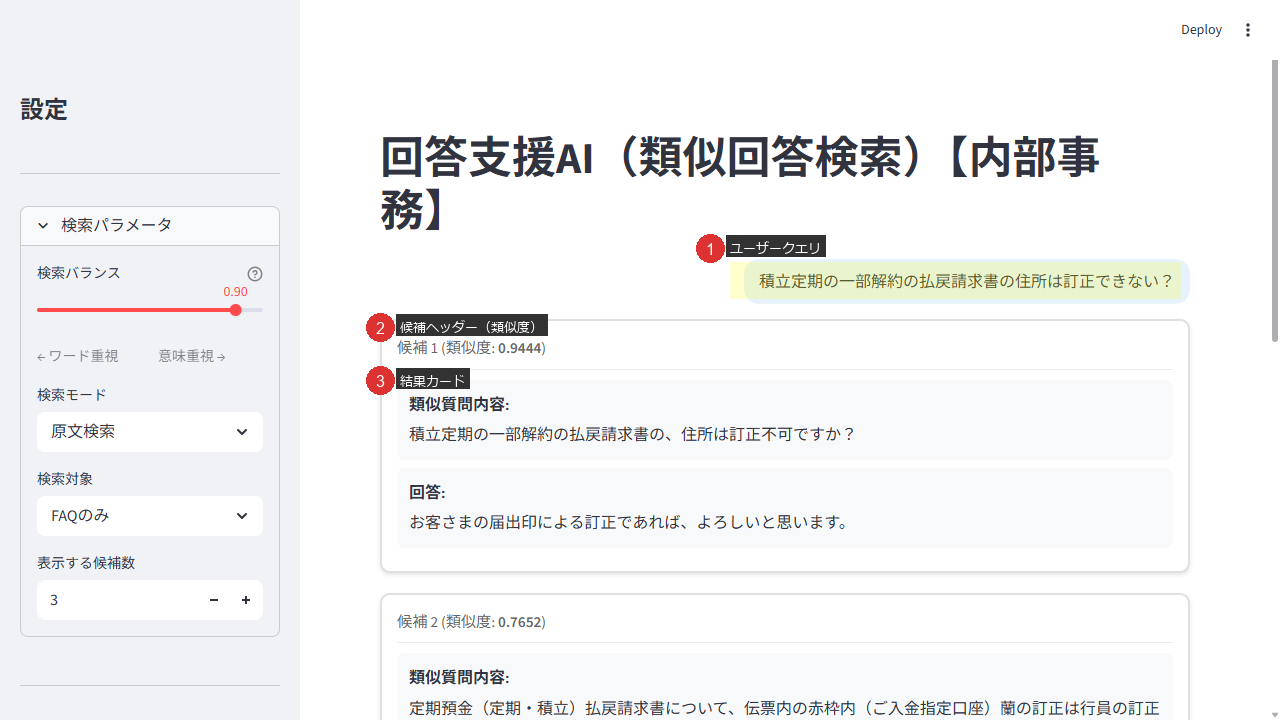 Deploy
設定
検索パラメータ
検索バランス
0.90
←ワード重視 意味重視→
検索モード
原文検索
検索対象
FAQのみ
表示する候補数
3
回答支援AI（類似回答検索）【内部事
務】
1 ユーザークエリ
積立定期の一部解約の払戻請求書の住所は訂正できない？
2 候補ヘッダー（類似度）
候補 1 (類似度: 0.9444)
3 結果カード
類似質問内容:
積立定期の一部解約の払戻請求書の、住所は訂正不可ですか？
回答:
お客さまの届出印による訂正であれば、よろしいと思います。
候補 2 (類似度: 0.7652)
類似質問内容:
定期預金（定期・積立）払戻請求書について、伝票内の赤枠内（ご入金指定口座）蘭の訂正は行員の訂正